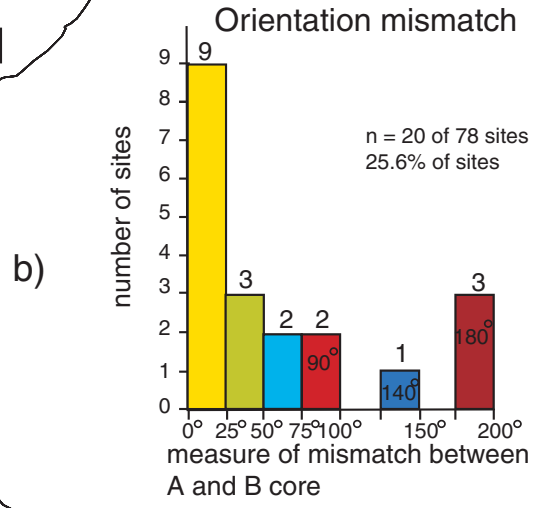 Orientation mismatch
9
9
8
7
6
5
4
3
2
1
0
number of sites
n = 20 of 78 sites
25.6% of sites
b)
3
2
2
90°
1
140°
3
180°
0° 25° 50° 75° 100° 150° 200°
measure of mismatch between
A and B core